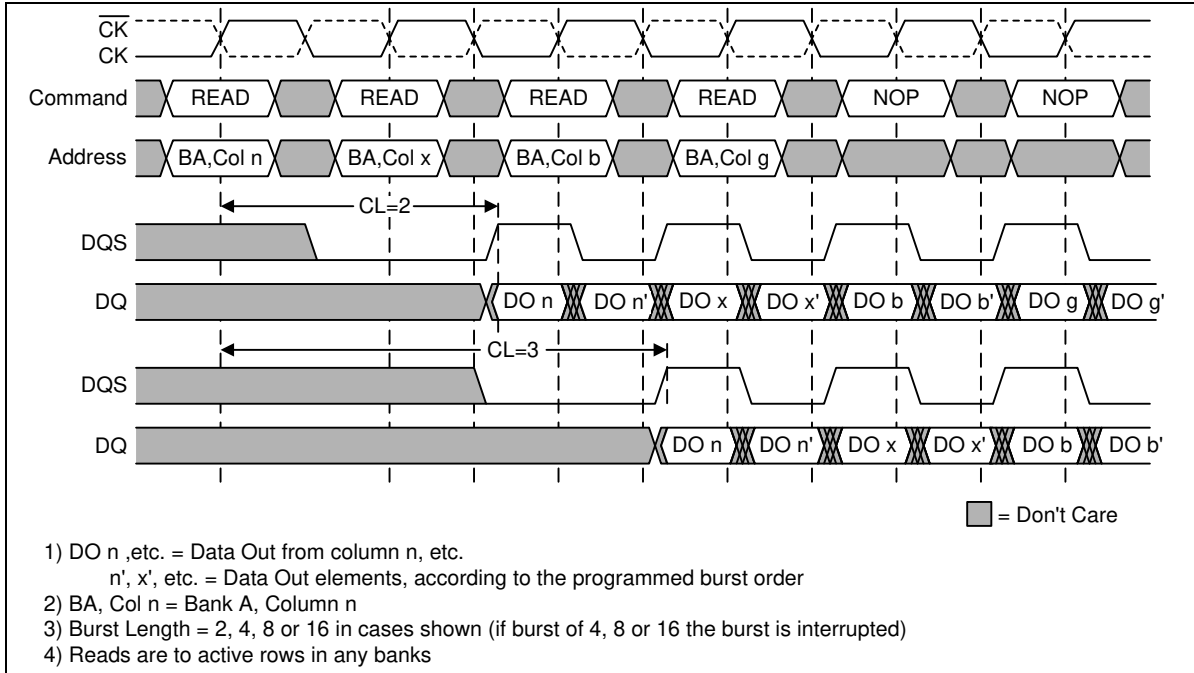 CK
CK
Command READ READ READ READ NOP NOP
Address BA,Col n BA,Col x BA,Col b BA,Col g
CL=2
DQS
DQ DO n DO n' DO x DO x' DO b DO b' DO g DO g'
CL=3
DQS
DQ DO n DO n' DO x DO x' DO b DO b'
= Don't Care
1) DO n ,etc. = Data Out from column n, etc.
n', x', etc. = Data Out elements, according to the programmed burst order
2) BA, Col n = Bank A, Column n
3) Burst Length = 2, 4, 8 or 16 in cases shown (if burst of 4, 8 or 16 the burst is interrupted)
4) Reads are to active rows in any banks